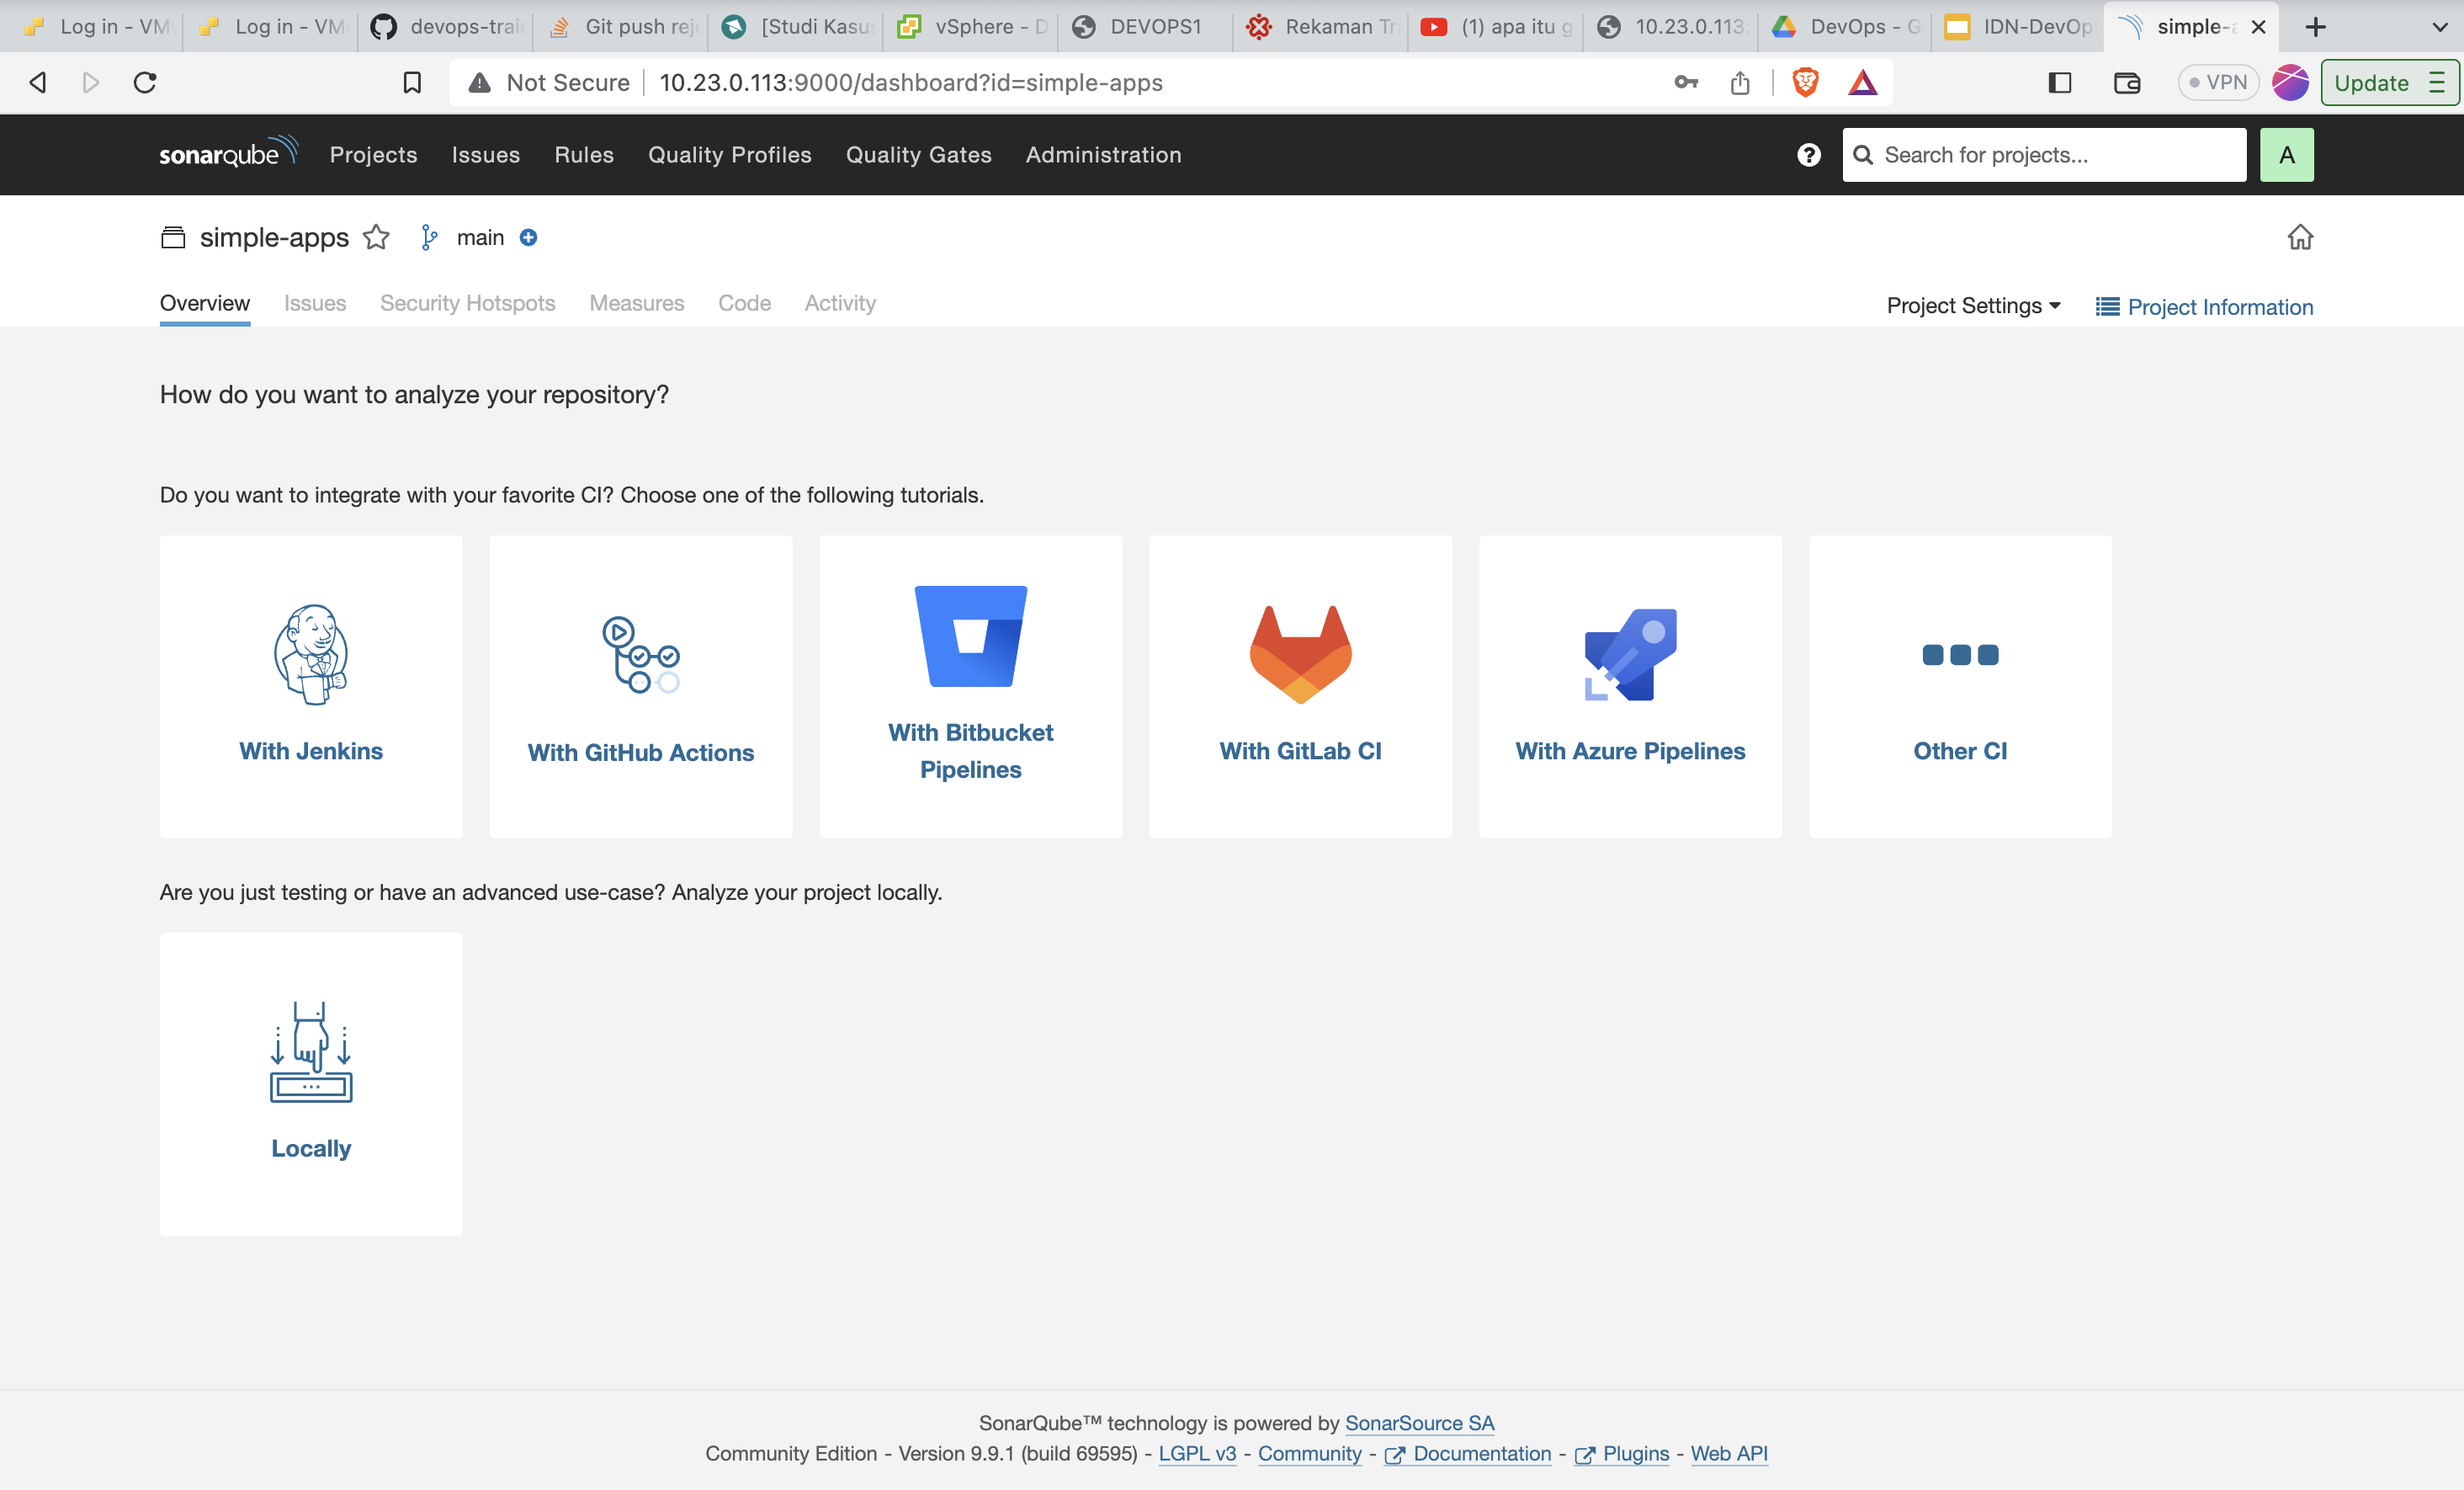 Log in - VM
Log in - VM
devops-trai
Git push rej
[Studi Kasus
vSphere - D
DEVOPS1
Rekaman Tr
(1) apa itu g
10.23.0.113:
DevOps - G
IDN-DevOp
simple-a
Not Secure
10.23.0.113:9000/dashboard?id=simple-apps
VPN
Update
sonarqube
Projects
Issues
Rules
Quality Profiles
Quality Gates
Administration
?
Search for projects...
A
simple-apps
main
Overview
Issues
Security Hotspots
Measures
Code
Activity
Project Settings
Project Information
How do you want to analyze your repository?
Do you want to integrate with your favorite CI? Choose one of the following tutorials.
With Jenkins
With GitHub Actions
With Bitbucket
Pipelines
With GitLab CI
With Azure Pipelines
Other CI
Are you just testing or have an advanced use-case? Analyze your project locally.
Locally
SonarQube™ technology is powered by SonarSource SA
Community Edition - Version 9.9.1 (build 69595) - LGPL v3 - Community - Documentation - Plugins - Web API